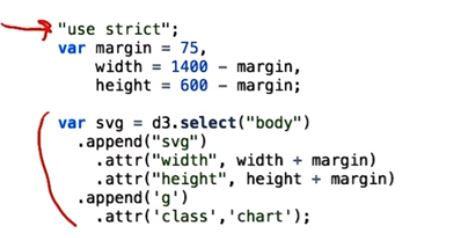 "use strict";
var margin = 75,
width = 1400 - margin,
height = 600 - margin;
var svg = d3.select("body")
.append("svg")
.attr("width", width + margin)
.attr("height", height + margin)
.append('g')
.attr('class','chart');